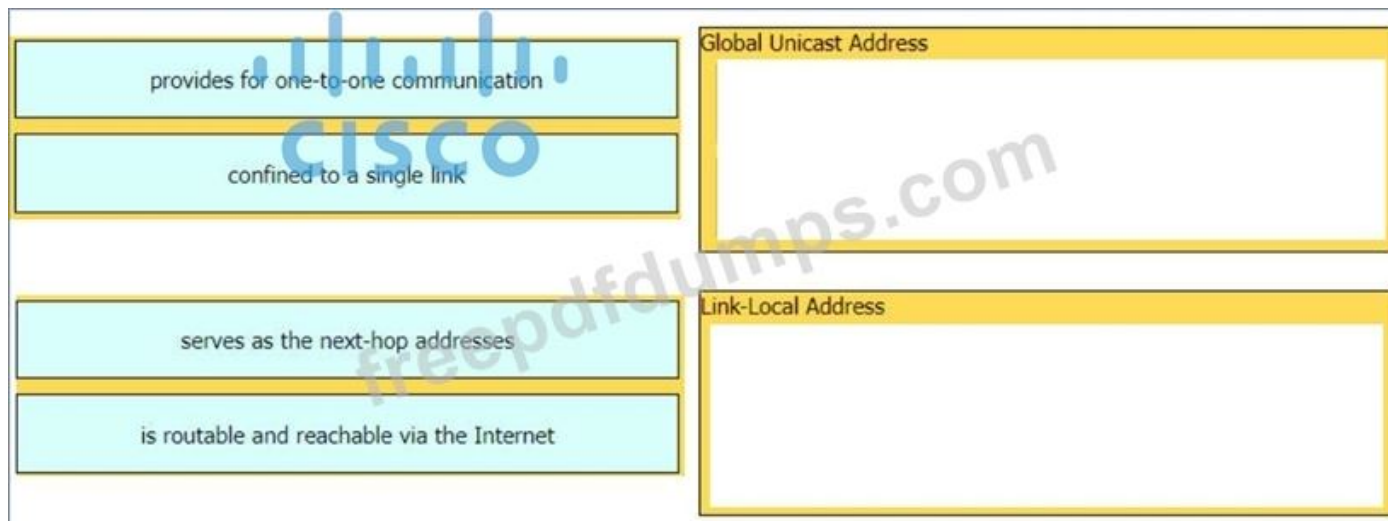 provides for one-to-one communication
CISCO
confined to a single link
serves as the next-hop addresses
is routable and reachable via the Internet
Global Unicast Address
Link-Local Address
freepdfdumps.com